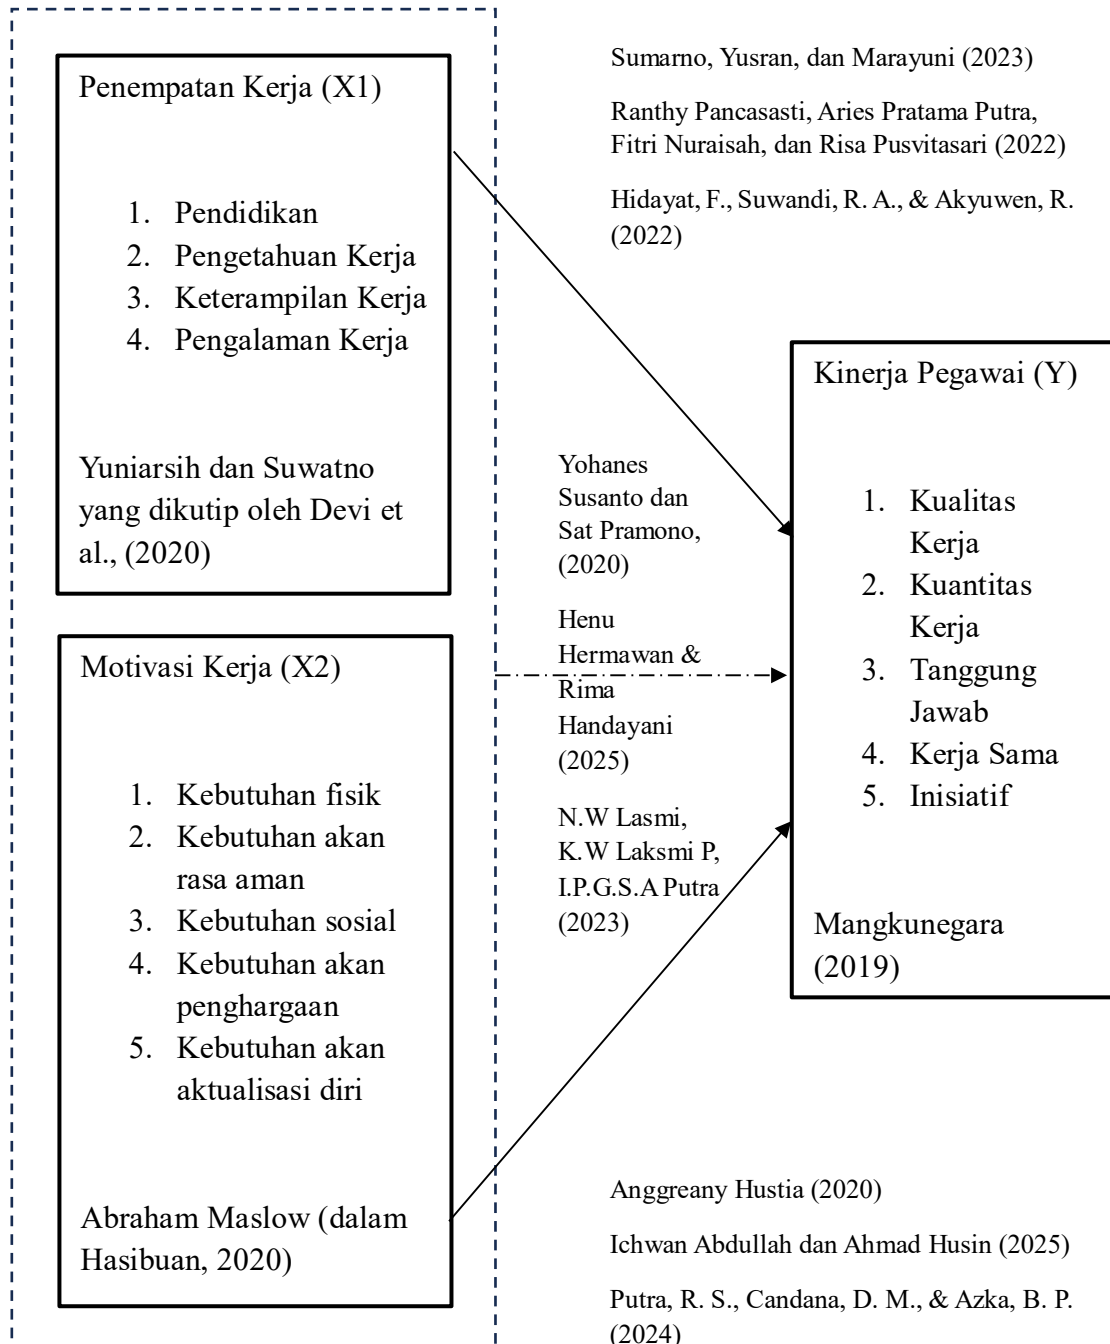 Penempatan Kerja (X1)
1. Pendidikan
2. Pengetahuan Kerja
3. Keterampilan Kerja
4. Pengalaman Kerja
Yuniarsih dan Suwatno
yang dikutip oleh Devi et
al., (2020)
Motivasi Kerja (X2)
1. Kebutuhan fisik
2. Kebutuhan akan
rasa aman
3. Kebutuhan sosial
4. Kebutuhan akan
penghargaan
5. Kebutuhan akan
aktualisasi diri
Abraham Maslow (dalam
Hasibuan, 2020)
Sumarno, Yusran, dan Marayuni (2023)
Ranthy Pancasasti, Aries Pratama Putra,
Fitri Nuraisah, dan Risa Pusvitasari (2022)
Hidayat, F., Suwandi, R. A., & Akyuwen, R.
(2022)
Yohanes
Susanto dan
Sat Pramono,
(2020)
Henu
Hermawan &
Rima
Handayani
(2025)
N.W Lasmi,
K.W Laksmi P,
I.P.G.S.A Putra
(2023)
Kinerja Pegawai (Y)
1. Kualitas
Kerja
2. Kuantitas
Kerja
3. Tanggung
Jawab
4. Kerja Sama
5. Inisiatif
Mangkunegara
(2019)
Anggreany Hustia (2020)
Ichwan Abdullah dan Ahmad Husin (2025)
Putra, R. S., Candana, D. M., & Azka, B. P.
(2024)